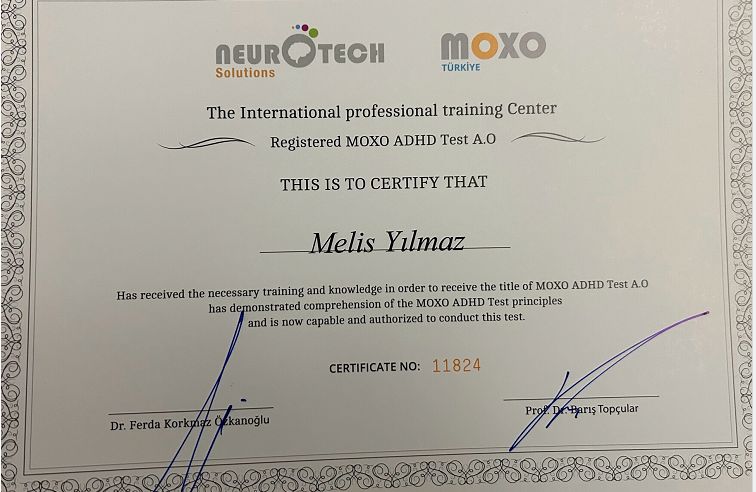 NEUROTECH
Solutions
MOXO
TÜRKİYE
The International professional training Center
Registered MOXO ADHD Test A.O
THIS IS TO CERTIFY THAT
Melis Yılmaz
Has received the necessary training and knowledge in order to receive the title of MOXO ADHD Test A.O
has demonstrated comprehension of the MOXO ADHD Test principles
and is now capable and authorized to conduct this test.
CERTIFICATE NO: 11824
Dr. Ferda Korkmaz Özkanoğlu
Prof. Dr. Barış Topçular